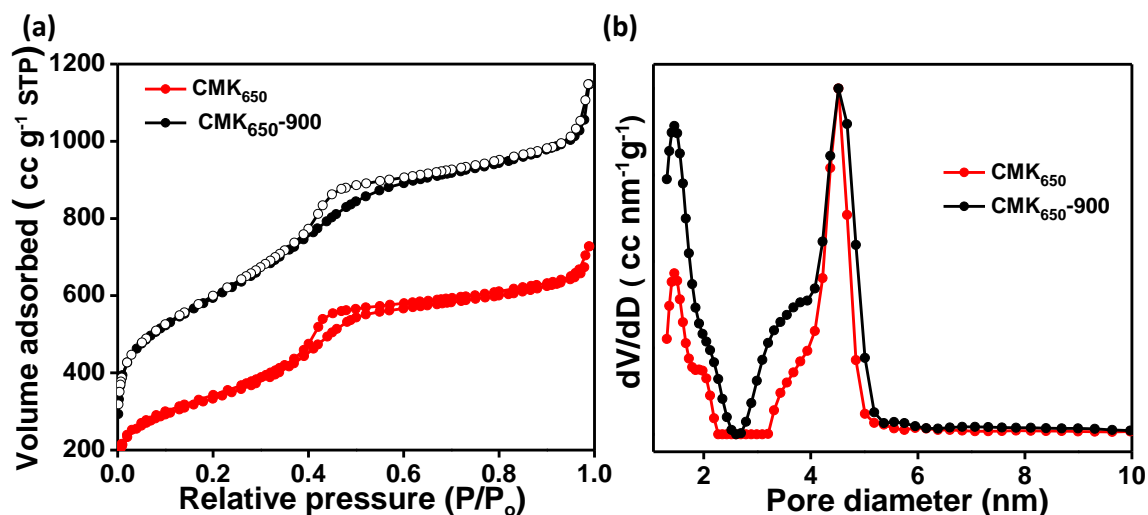 (a)
Volume adsorbed ( cc g⁻¹ STP)
1200
1000
800
600
400
200
CMK₆₅₀
CMK₆₅₀-900
0.0 0.2 0.4 0.6 0.8 1.0
Relative pressure (P/Pₒ)
(b)
dV/dD ( cc nm⁻¹g⁻¹)
CMK₆₅₀
CMK₆₅₀-900
2 4 6 8 10
Pore diameter (nm)